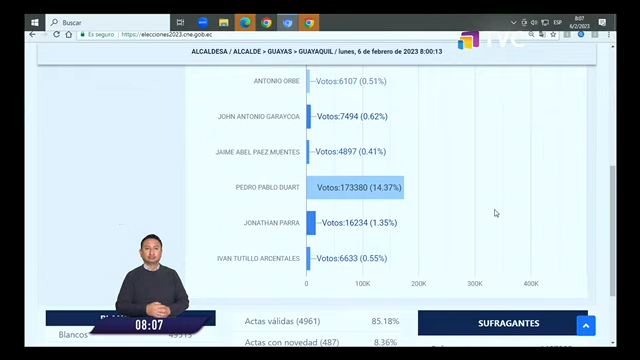 Buscar
ESP
8:07
6/2/2023
Es seguro
https://elecciones2023.cne.gob.ec
TVC
ALCALDESA / ALCALDE > GUAYAS > GUAYAQUIL / lunes, 6 de febrero de 2023 8:00:13
ANTONIO ORBE Votos:6107 (0.51%)
JOHN ANTONIO GARAYCOA Votos:7494 (0.62%)
JAIME ABEL PAEZ MUENTES Votos:4897 (0.41%)
PEDRO PABLO DUART Votos:173380 (14.37%)
JONATHAN PARRA Votos:16234 (1.35%)
IVAN TUTILLO ARCENTALES Votos:6633 (0.55%)
0 100K 200K 300K 400K
08:07
Actas válidas (4961) 85.18%
SUFRAGANTES
Blancos
Actas con novedad (487) 8.36%